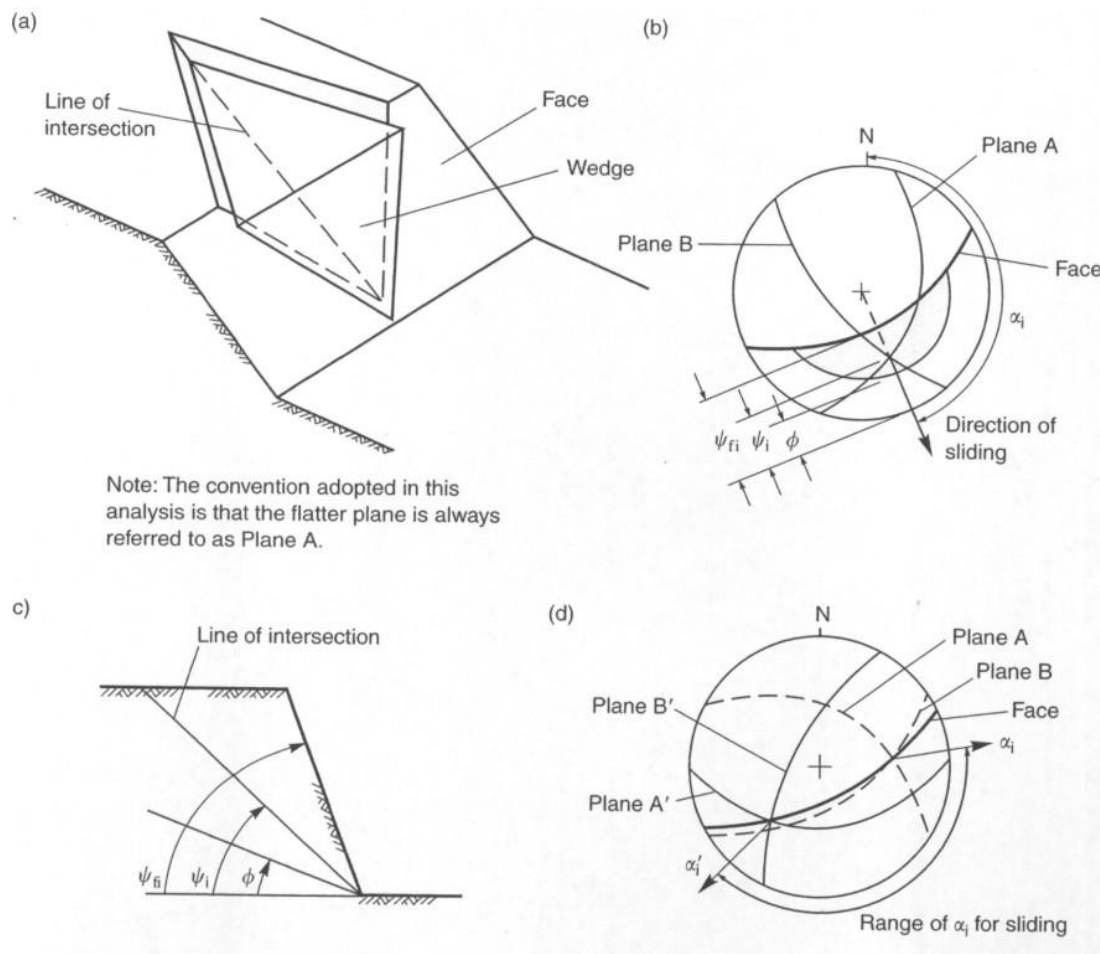 (a)
Line of
intersection
Face
Wedge
Note: The convention adopted in this
analysis is that the flatter plane is always
referred to as Plane A.
(b)
N
Plane A
Plane B
Face
αi
ψfi ψi ϕ
Direction of
sliding
c)
Line of intersection
ψfi ψi ϕ
(d)
N
Plane A
Plane B
Face
Plane B′
αi
Plane A′
αi′
Range of αi for sliding